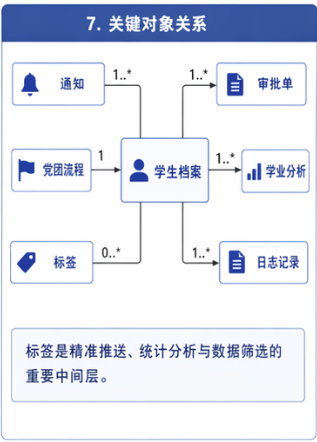 7. 关键对象关系
通知
1..*
1..*
审批单
党团流程
1
学生档案
1..*
学业分析
标签
0..*
1..*
日志记录
标签是精准推送、统计分析与数据筛选的
重要中间层。